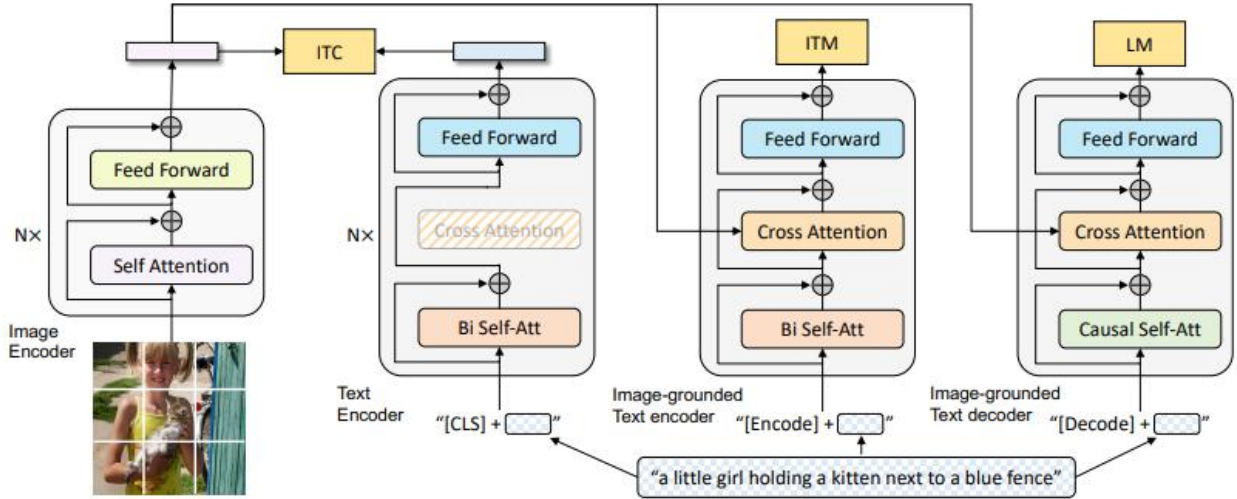 ITC
ITM
LM
Feed Forward
Self Attention
N×
Image
Encoder
Feed Forward
Cross Attention
Bi Self-Att
N×
Text
Encoder
“[CLS] + ”
Feed Forward
Cross Attention
Bi Self-Att
Image-grounded
Text encoder
“[Encode] + ”
Feed Forward
Cross Attention
Causal Self-Att
Image-grounded
Text decoder
“[Decode] + ”
“a little girl holding a kitten next to a blue fence”